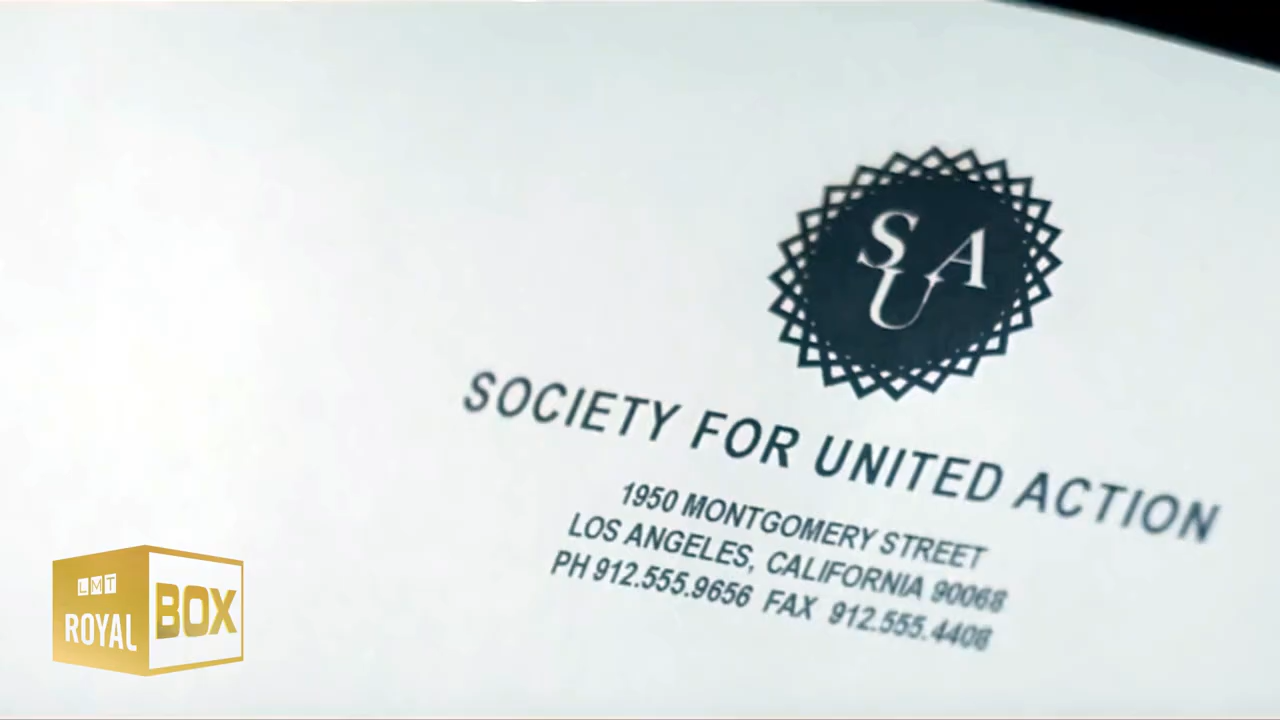 S A
U
SOCIETY FOR UNITED ACTION
1950 MONTGOMERY STREET
LOS ANGELES, CALIFORNIA 90068
PH 912.555.9656 FAX 912.555.4408
LMT
ROYAL
BOX